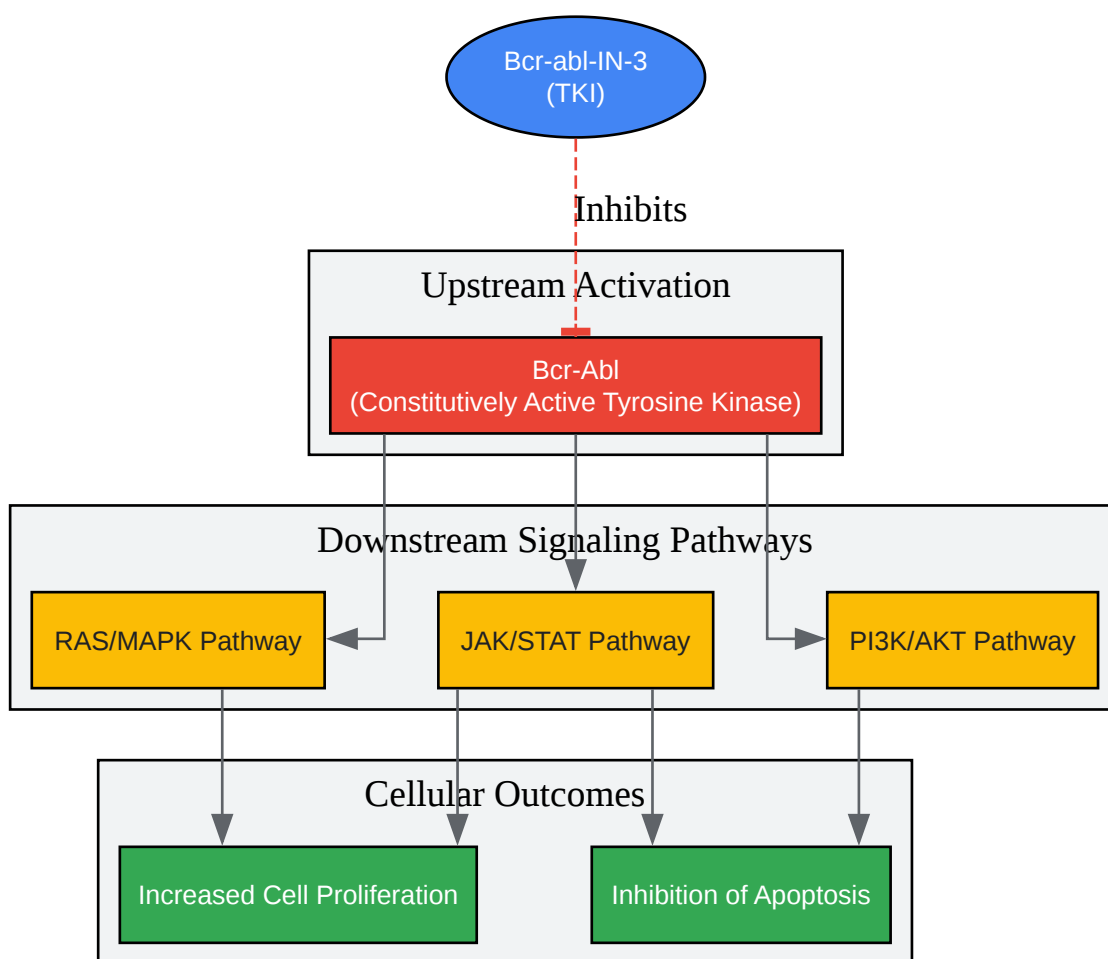 Bcr-abl-IN-3
(TKI)
Inhibits
Upstream Activation
Bcr-Abl
(Constitutively Active Tyrosine Kinase)
Downstream Signaling Pathways
RAS/MAPK Pathway
JAK/STAT Pathway
PI3K/AKT Pathway
Cellular Outcomes
Increased Cell Proliferation
Inhibition of Apoptosis